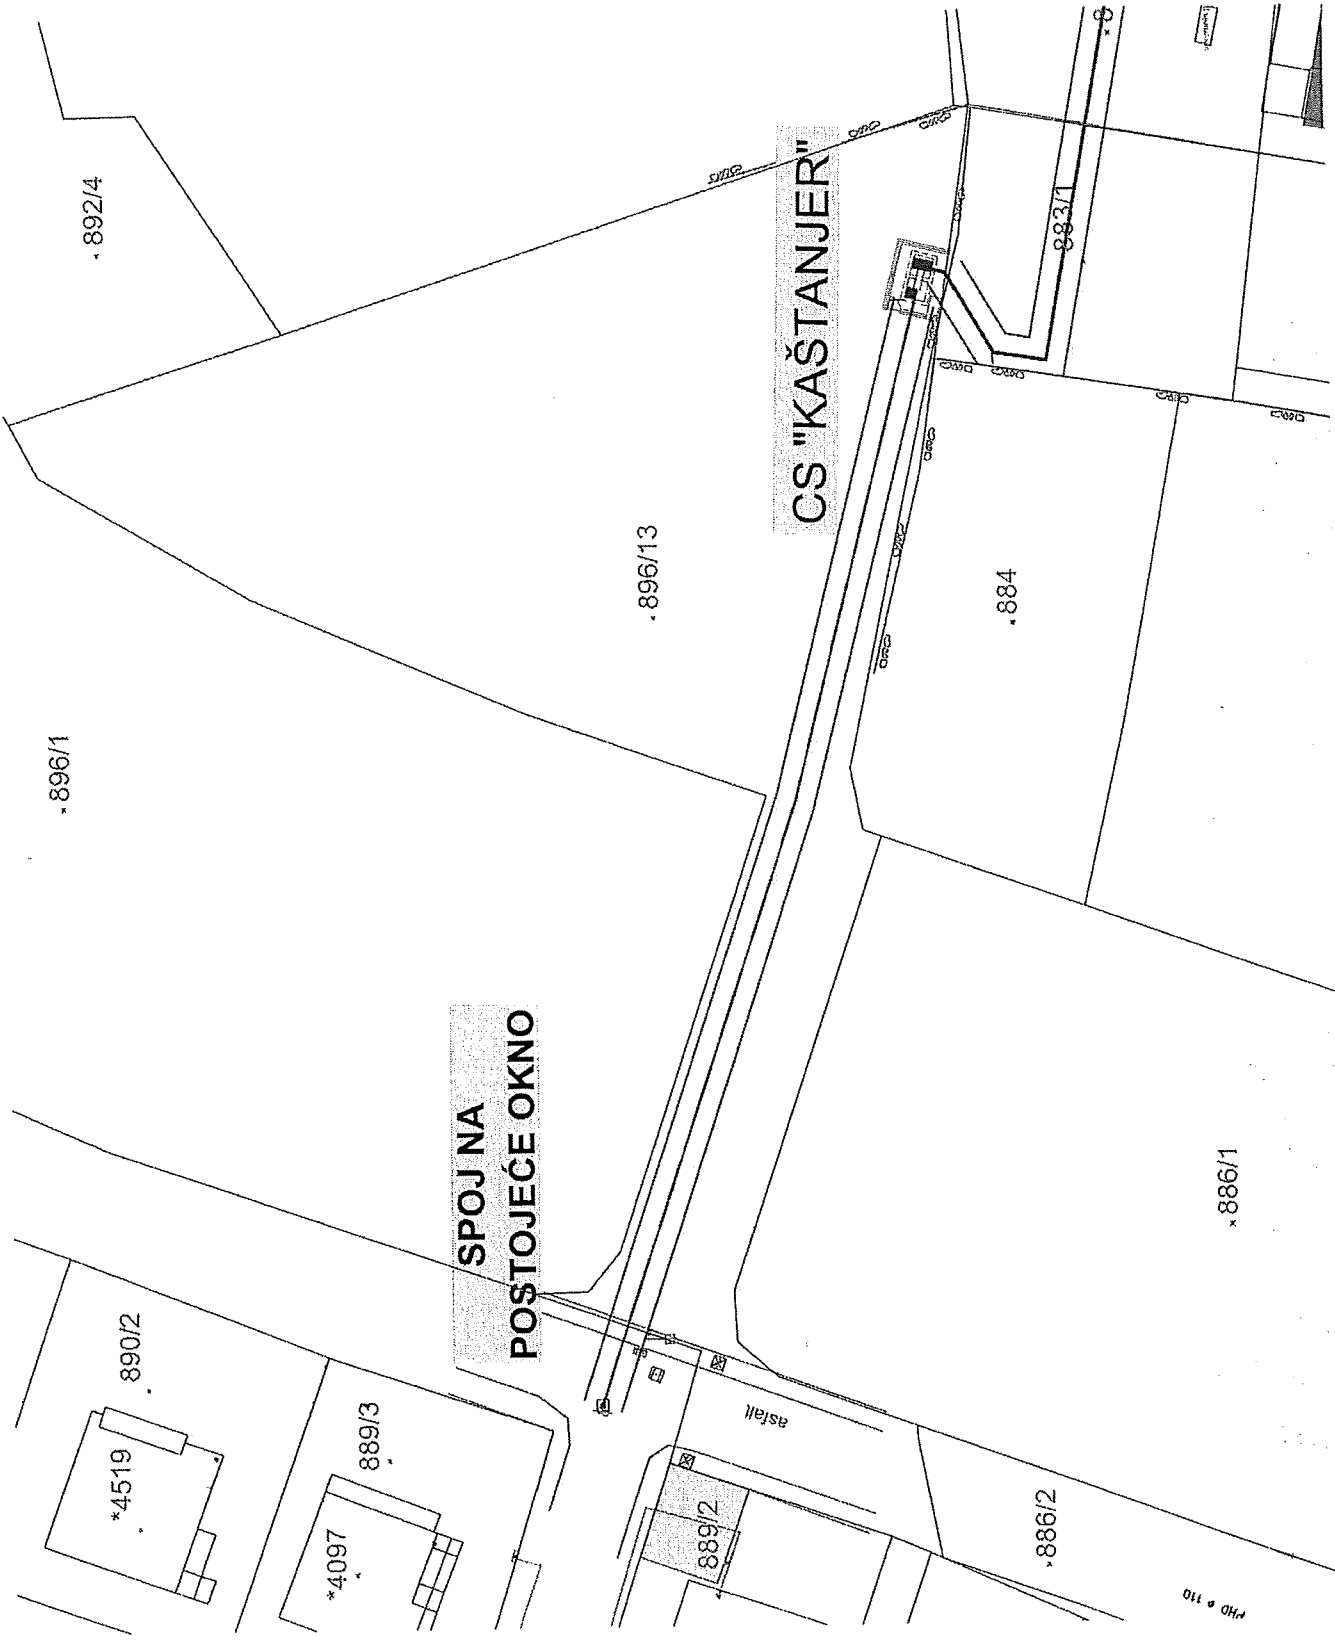 892/4
896/1
896/13
CS "KAŠTANJER"
883/1
884
SPOJ NA
POSTOJEĆE OKNO
886/1
890/2
*4519
889/3
*4097
889/2
asfalt
886/2
PHD ø 110